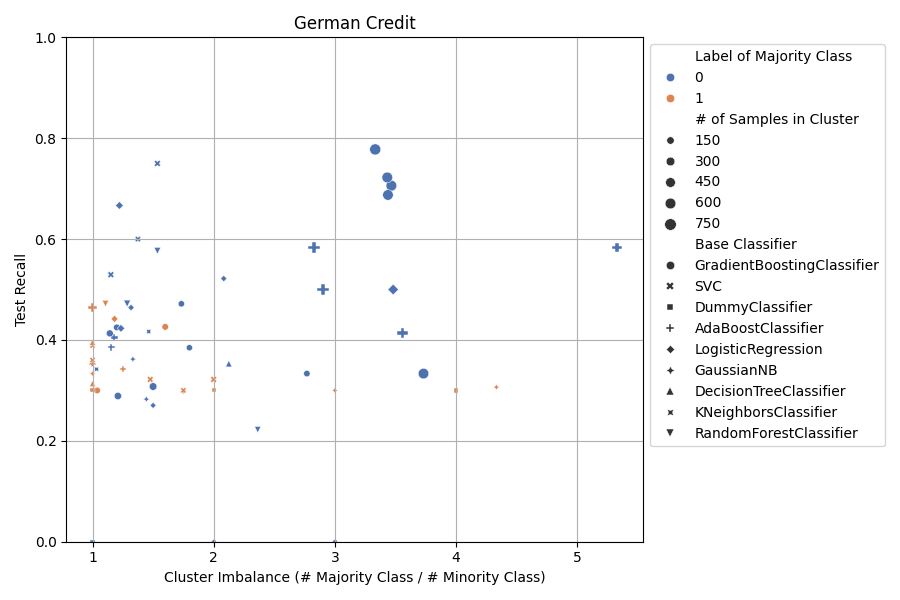 German Credit
Test Recall
1.0
0.8
0.6
0.4
0.2
0.0
1
2
3
4
5
Cluster Imbalance (# Majority Class / # Minority Class)
Label of Majority Class
0
1
# of Samples in Cluster
150
300
450
600
750
Base Classifier
GradientBoostingClassifier
SVC
DummyClassifier
AdaBoostClassifier
LogisticRegression
GaussianNB
DecisionTreeClassifier
KNeighborsClassifier
RandomForestClassifier